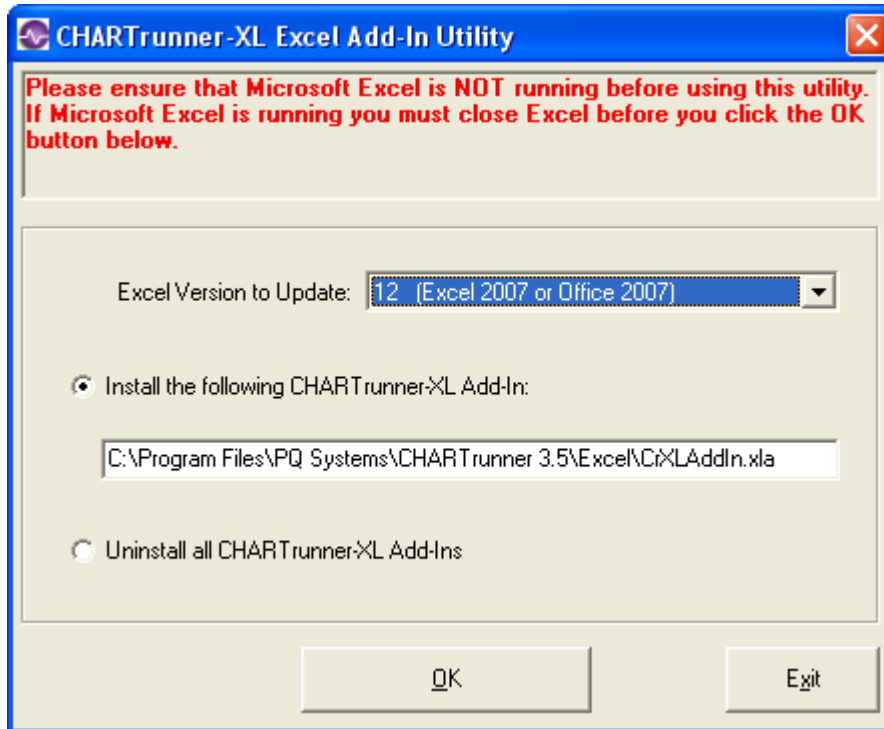 CHARTrunner-XL Excel Add-In Utility
Please ensure that Microsoft Excel is NOT running before using this utility.
If Microsoft Excel is running you must close Excel before you click the OK
button below.
Excel Version to Update: 12 (Excel 2007 or Office 2007)
Install the following CHARTrunner-XL Add-In:
C:\Program Files\PQ Systems\CHARTrunner 3.5\Excel\CrXLAddIn.xla
Uninstall all CHARTrunner-XL Add-Ins
OK Exit